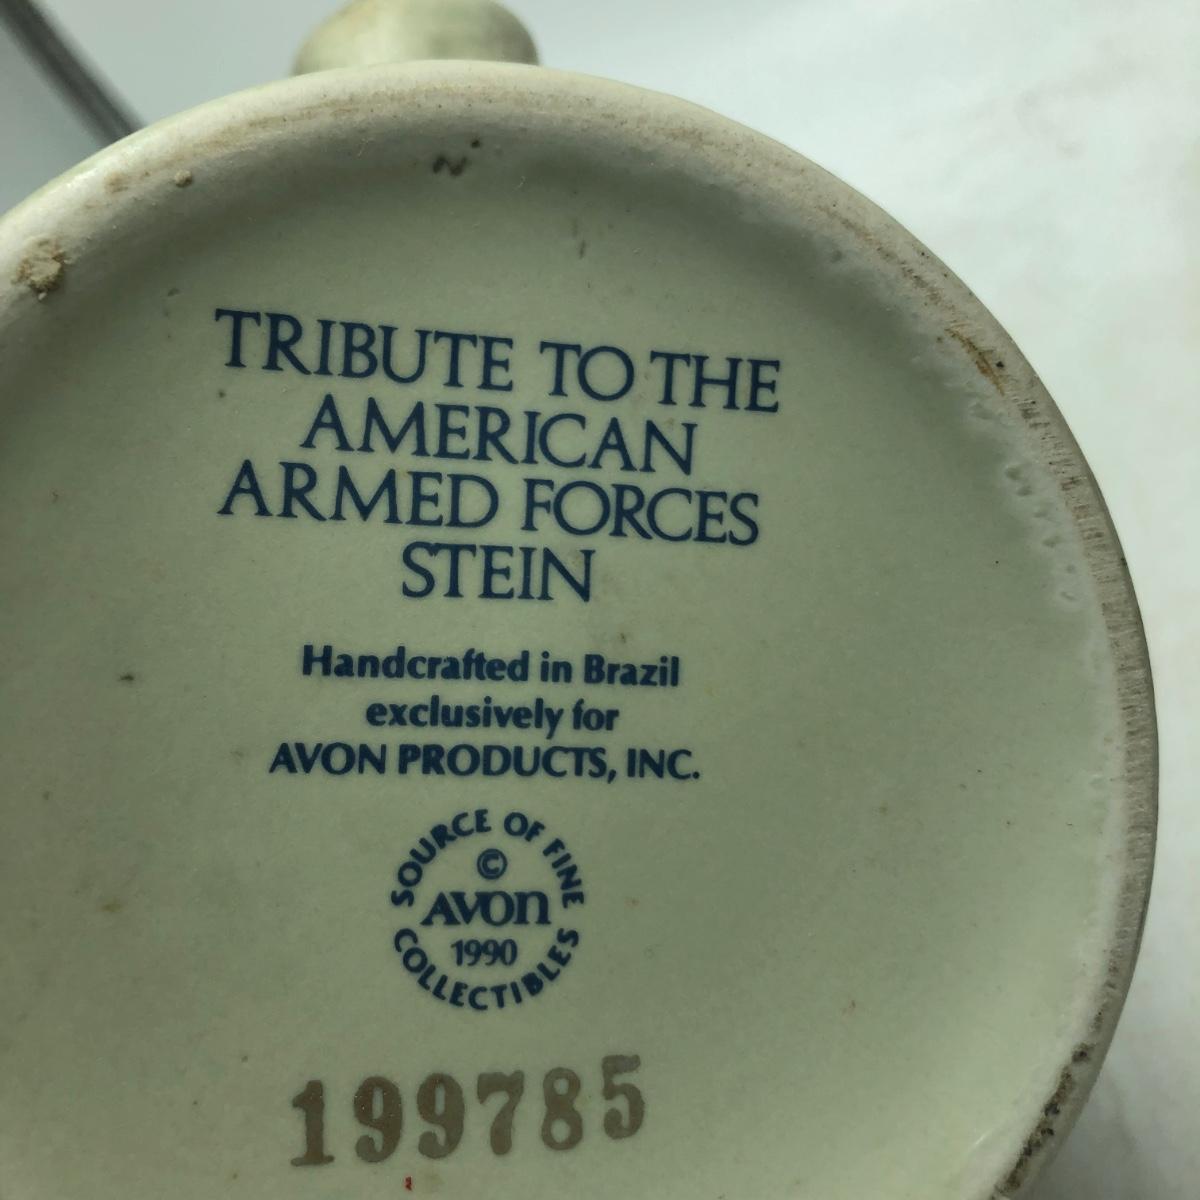 TRIBUTE TO THE
AMERICAN
ARMED FORCES
STEIN
Handcrafted in Brazil
exclusively for
AVON PRODUCTS, INC.
SOURCE OF FINE
©
AVON
1990
COLLECTIBLES
199785